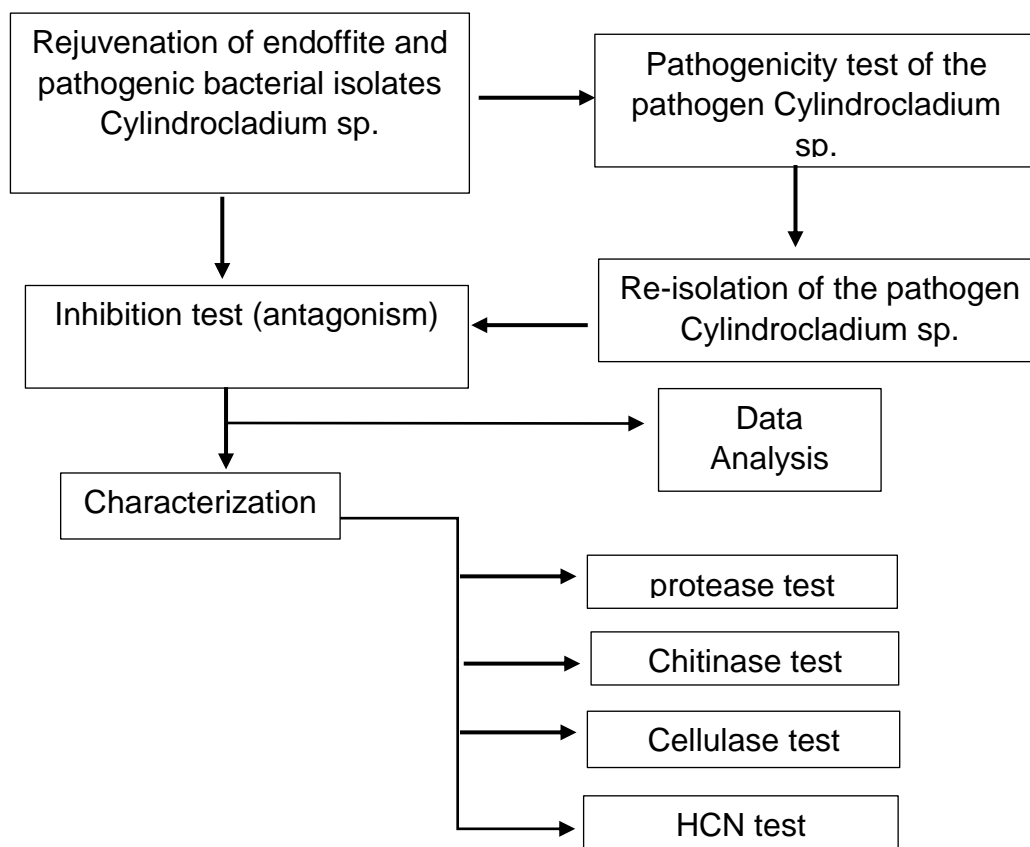 Rejuvenation of endoffite and
pathogenic bacterial isolates
Cylindrocladium sp.
Pathogenicity test of the
pathogen Cylindrocladium
sp.
Re-isolation of the pathogen
Cylindrocladium sp.
Inhibition test (antagonism)
Data
Analysis
Characterization
protease test
Chitinase test
Cellulase test
HCN test